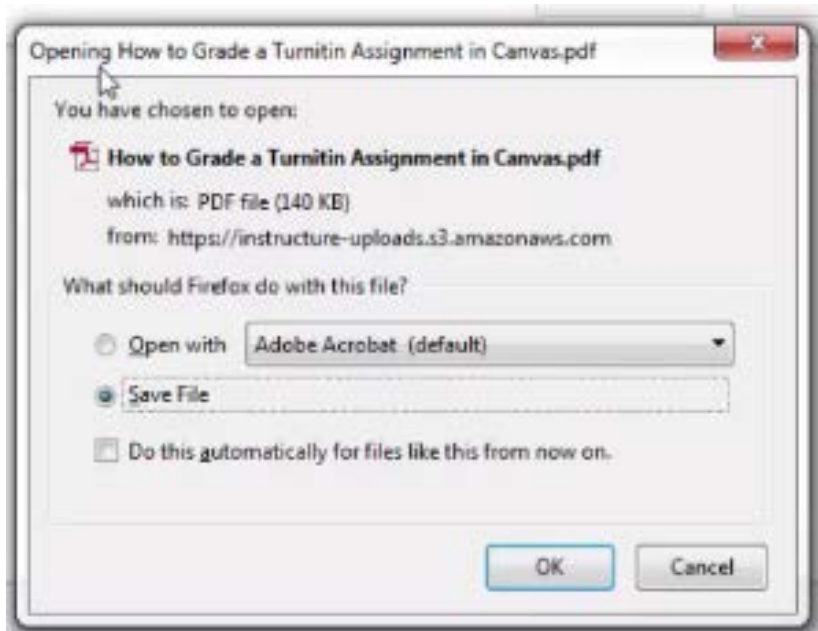 Opening How to Grade a Turnitin Assignment in Canvas.pdf
You have chosen to open:
How to Grade a Turnitin Assignment in Canvas.pdf
which is: PDF file (140 KB)
from: https://instructure-uploads.s3.amazonaws.com
What should Firefox do with this file?
Open with Adobe Acrobat (default)
Save File
Do this automatically for files like this from now on.
OK Cancel